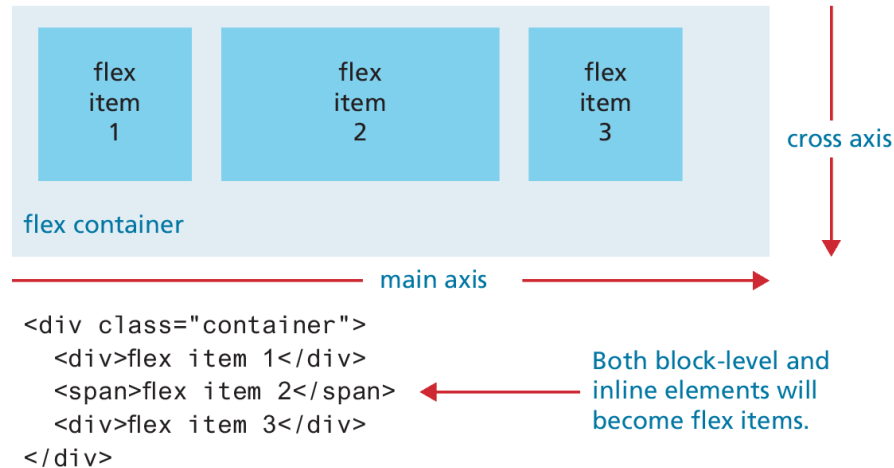 flex
item
1
flex
item
2
flex
item
3
cross axis
flex container
main axis
<div class="container">
  <div>flex item 1</div>
  <span>flex item 2</span>
  <div>flex item 3</div>
</div>
Both block-level and
inline elements will
become flex items.